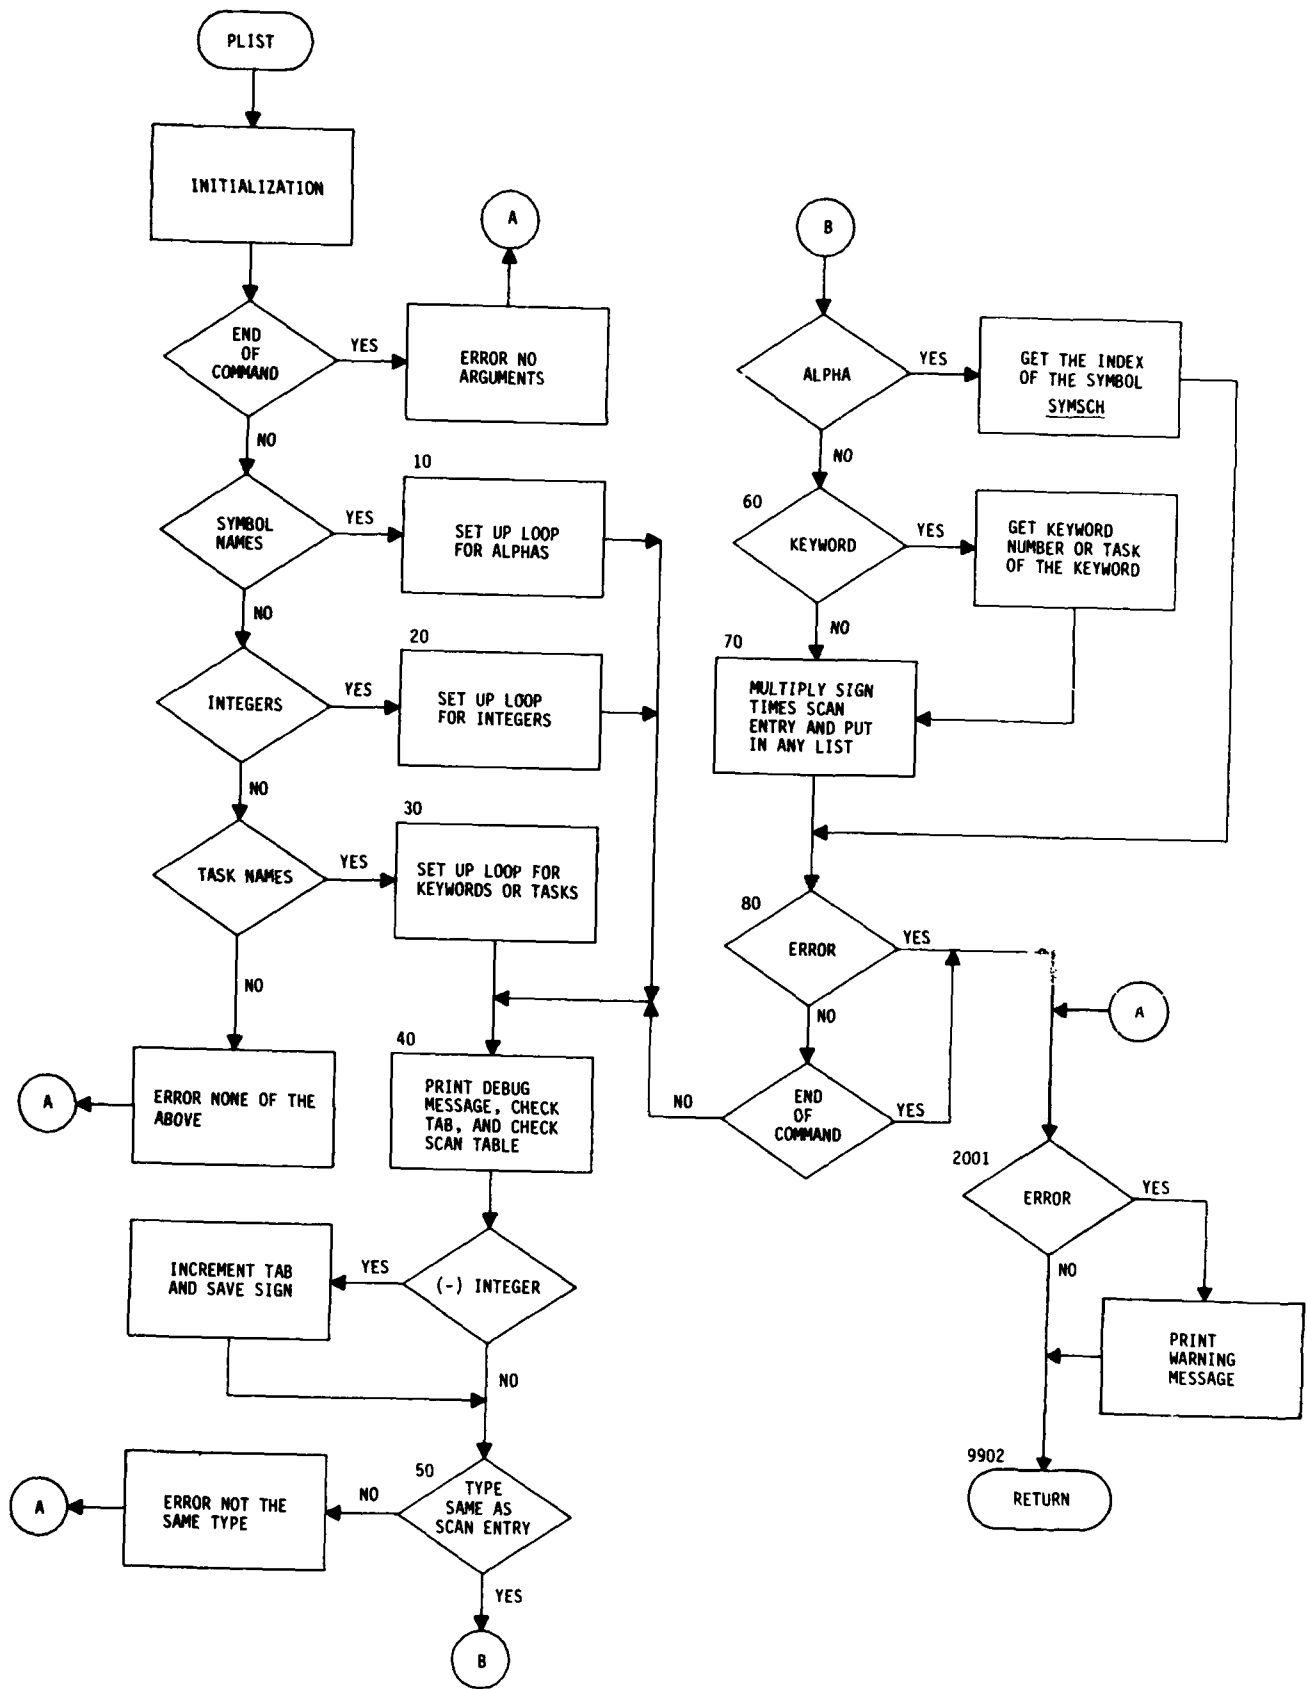 PLIST
INITIALIZATION
A
END
OF
COMMAND
YES
ERROR NO
ARGUMENTS
NO
SYMBOL
NAMES
YES
10
SET UP LOOP
FOR ALPHAS
NO
INTEGERS
YES
20
SET UP LOOP
FOR INTEGERS
NO
TASK NAMES
YES
30
SET UP LOOP FOR
KEYWORDS OR TASKS
NO
A
ERROR NONE OF THE
ABOVE
40
PRINT DEBUG
MESSAGE, CHECK
TAB, AND CHECK
SCAN TABLE
INCREMENT TAB
AND SAVE SIGN
YES
(-) INTEGER
NO
A
ERROR NOT THE
SAME TYPE
NO
50
TYPE
SAME AS
SCAN ENTRY
YES
B
B
ALPHA
YES
GET THE INDEX
OF THE SYMBOL
SYMSCH
NO
60
KEYWORD
YES
GET KEYWORD
NUMBER OR TASK
OF THE KEYWORD
NO
70
MULTIPLY SIGN
TIMES SCAN
ENTRY AND PUT
IN ANY LIST
80
ERROR
YES
NO
A
NO
END
OF
COMMAND
YES
2001
ERROR
YES
NO
PRINT
WARNING
MESSAGE
9902
RETURN